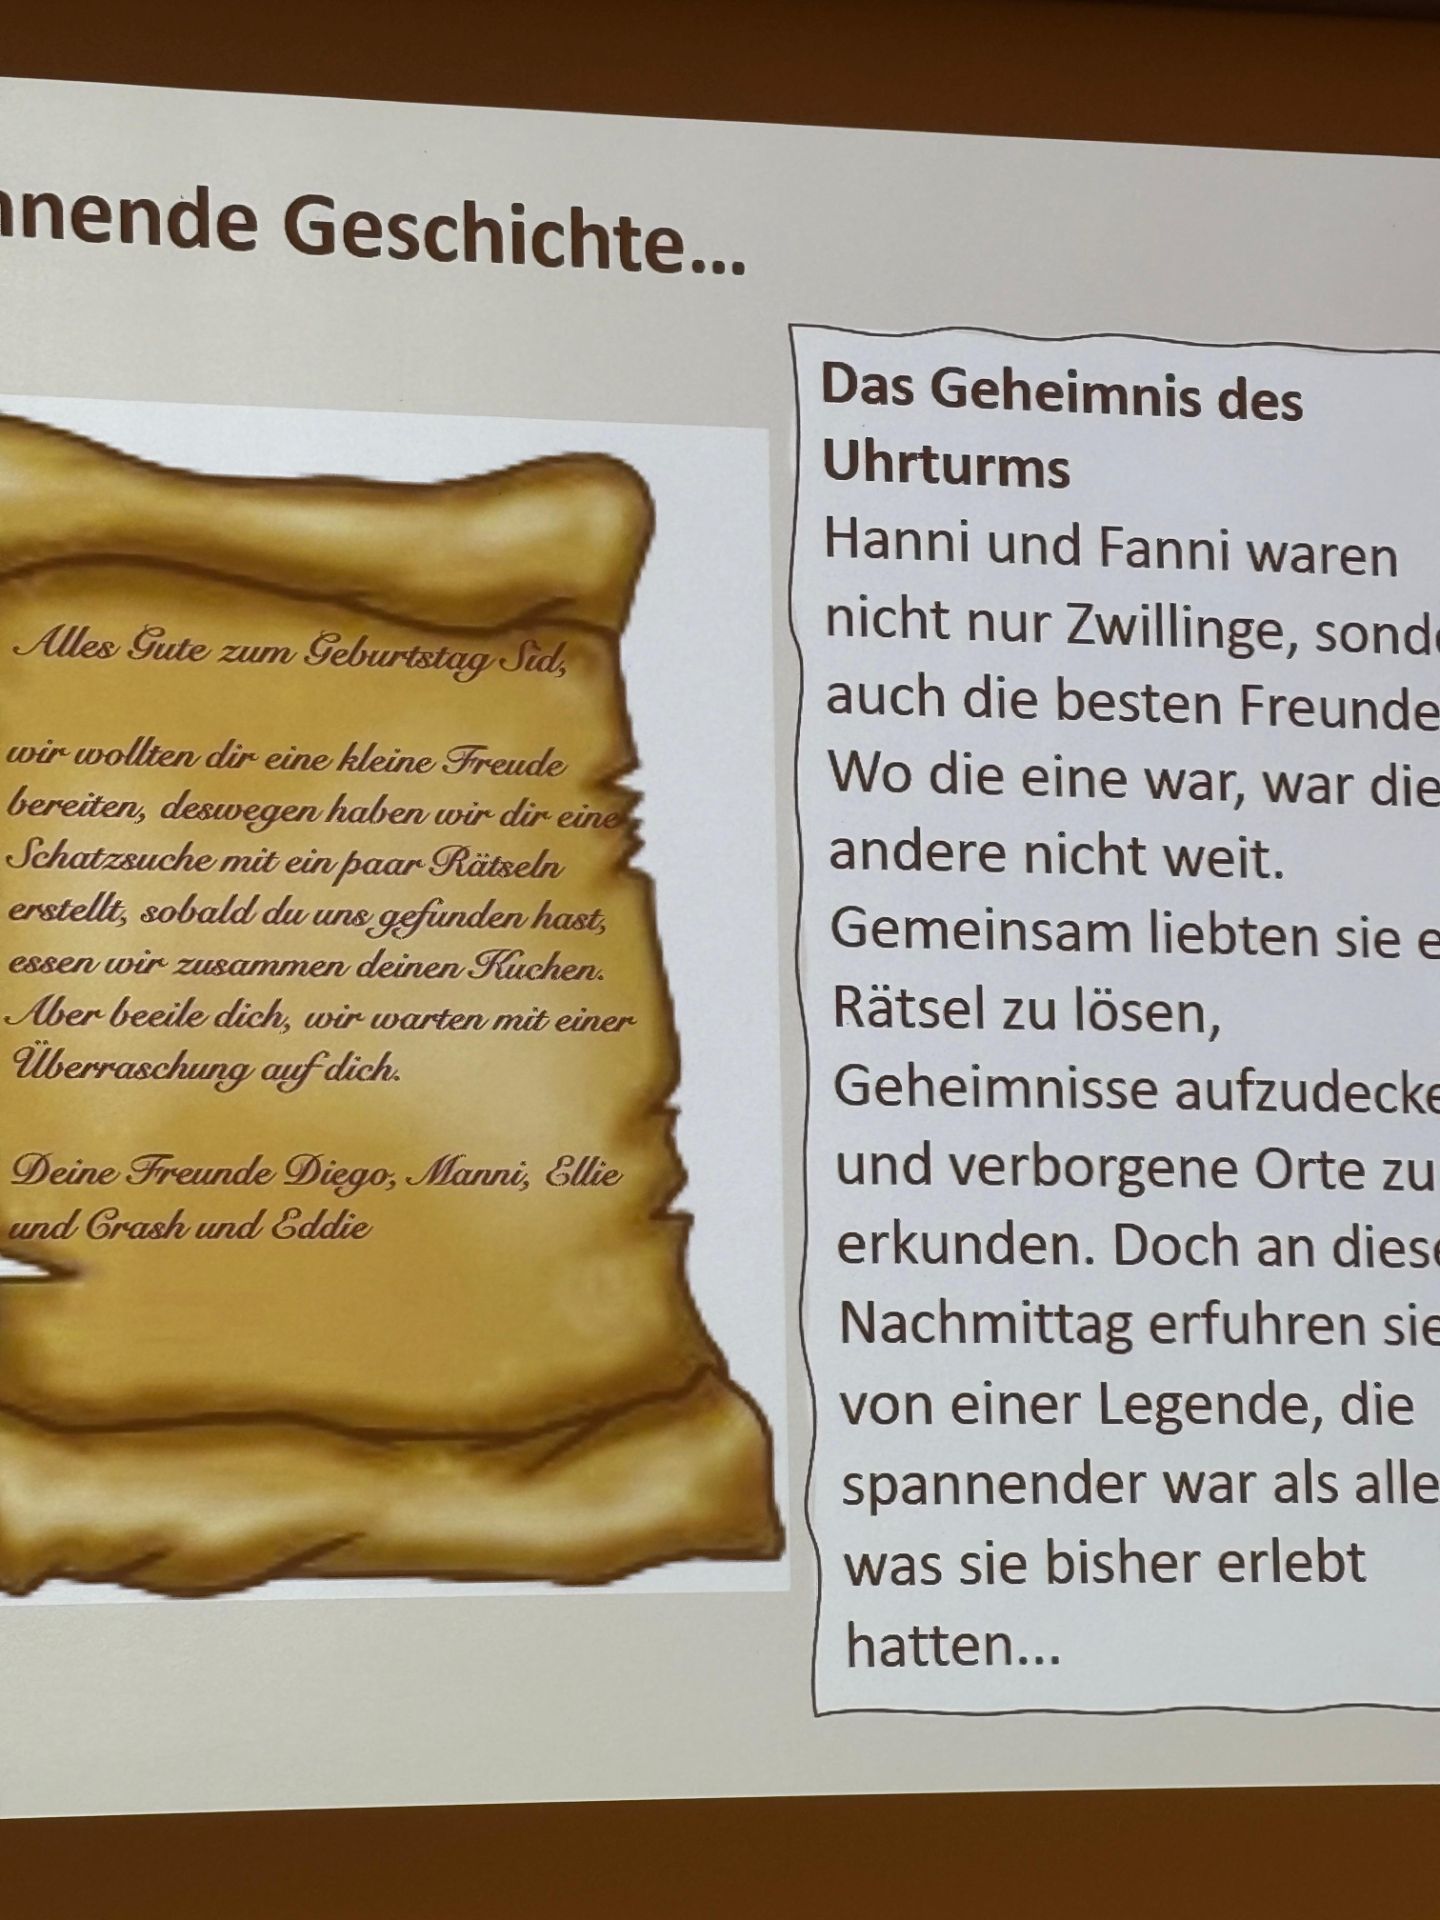 Geschichte...
Alles Gute zum Geburtstag Sid,
wir wollten dir eine kleine Freude
bereiten, deswegen haben wir dir eine
Schatzsuche mit ein paar Rätseln
erstellt, sobald du uns gefunden hast,
essen wir zusammen deinen Kuchen.
Aber beeile dich, wir warten mit einer
Überraschung auf dich.
Deine Freunde Diego, Manni, Ellie
und Crash und Eddie
Das Geheimnis des
Uhrturms
Hanni und Fanni waren
nicht nur Zwillinge,
auch die besten Freunde
Wo die eine war, war die
andere nicht weit.
Gemeinsam liebten sie
Rätsel zu lösen,
Geheimnisse
und verborgene Orte zu
erkunden. Doch an
Nachmittag erfuhren sie
von einer Legende, die
spannender war als alle
was sie bisher erlebt
hatten...